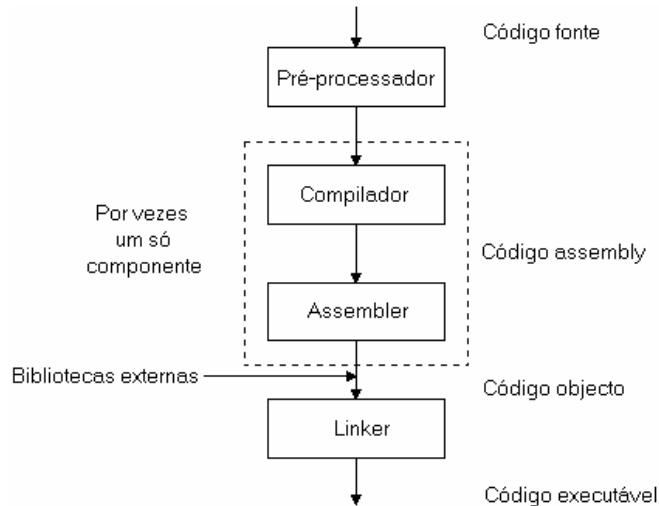 Código fonte
Pré-processador
Compilador
Por vezes
um só
componente
Código assembly
Assembler
Bibliotecas externas
Código objecto
Linker
Código executável